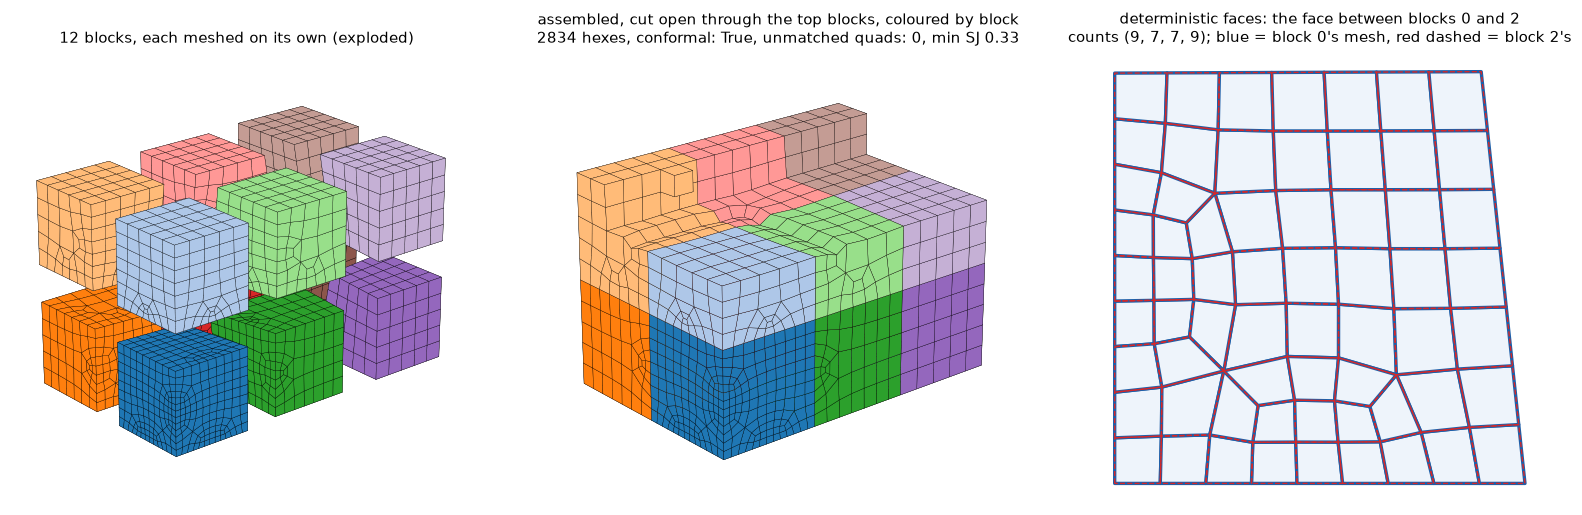 12 blocks, each meshed on its own (exploded)
assembled, cut open through the top blocks, coloured by block
2834 hexes, conformal: True, unmatched quads: 0, min SJ 0.33
deterministic faces: the face between blocks 0 and 2
counts (9, 7, 7, 9); blue = block 0's mesh, red dashed = block 2's